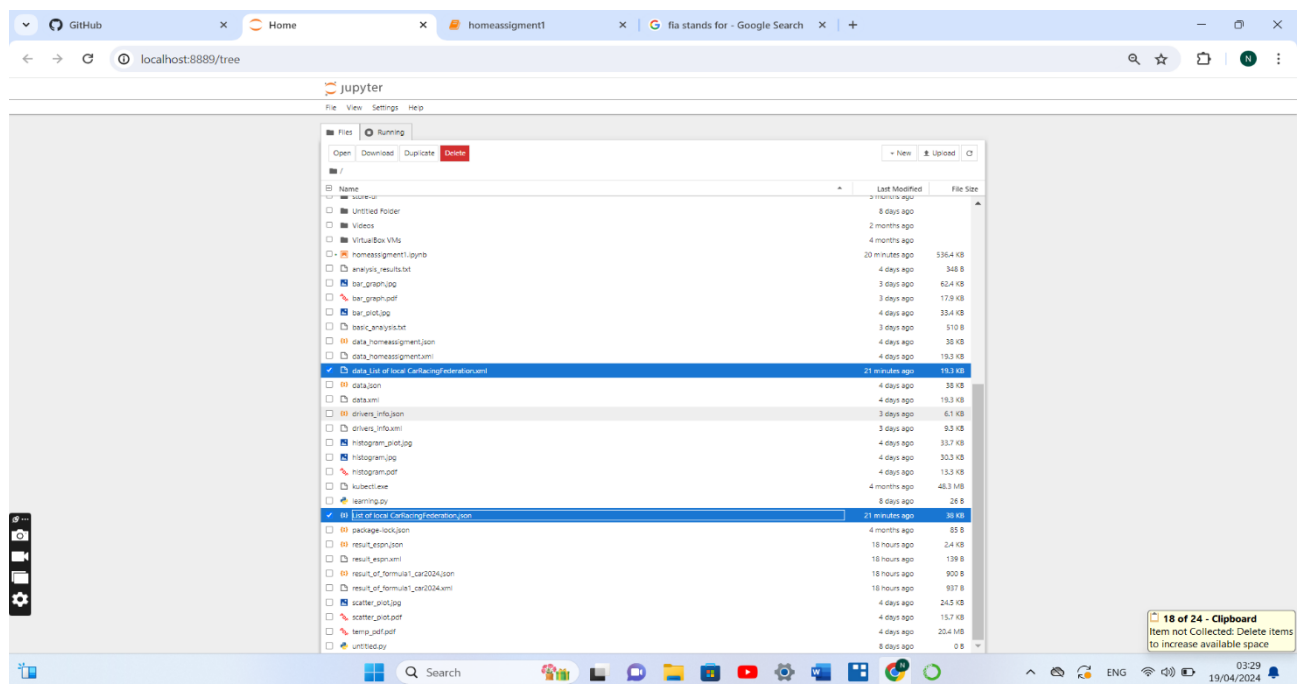 GitHub Home homeassigment1 fia stands for - Google Search
localhost:8889/tree N
jupyter
File View Settings Help
Files Running
Open Download Duplicate Delete New Upload
/
Name Last Modified File Size
store-ui 3 months ago
Untitled Folder 8 days ago
Videos 2 months ago
VirtualBox VMs 4 months ago
homeassigment1.ipynb 20 minutes ago 536.4 KB
analysis_results.txt 4 days ago 348 B
bar_graph.jpg 3 days ago 62.4 KB
bar_graph.pdf 3 days ago 17.9 KB
bar_plot.jpg 4 days ago 33.4 KB
basic_analysis.txt 3 days ago 510 B
data_homeassigment.json 4 days ago 38 KB
data_homeassigment.xml 4 days ago 19.3 KB
data_List of local CarRacingFederation.xml 21 minutes ago 19.3 KB
data.json 4 days ago 38 KB
data.xml 4 days ago 19.3 KB
drivers_info.json 3 days ago 6.1 KB
drivers_info.xml 3 days ago 9.3 KB
histogram_plot.jpg 4 days ago 33.7 KB
histogram.jpg 4 days ago 30.3 KB
histogram.pdf 4 days ago 15.3 KB
kubectl.exe 4 months ago 48.3 MB
learning.py 8 days ago 26 B
List of local CarRacingFederation.json 21 minutes ago 38 KB
package-lock.json 4 months ago 85 B
result_espn.json 18 hours ago 2.4 KB
result_espn.xml 18 hours ago 139 B
result_of_formula1_car2024.json 18 hours ago 900 B
result_of_formula1_car2024.xml 18 hours ago 937 B
scatter_plot.jpg 4 days ago 24.5 KB
scatter_plot.pdf 4 days ago 15.7 KB
temp_pdf.pdf 4 days ago 20.4 MB
untitled.py 8 days ago 0 B
18 of 24 - Clipboard
Item not Collected: Delete items
to increase available space
Search ENG 03:29
19/04/2024